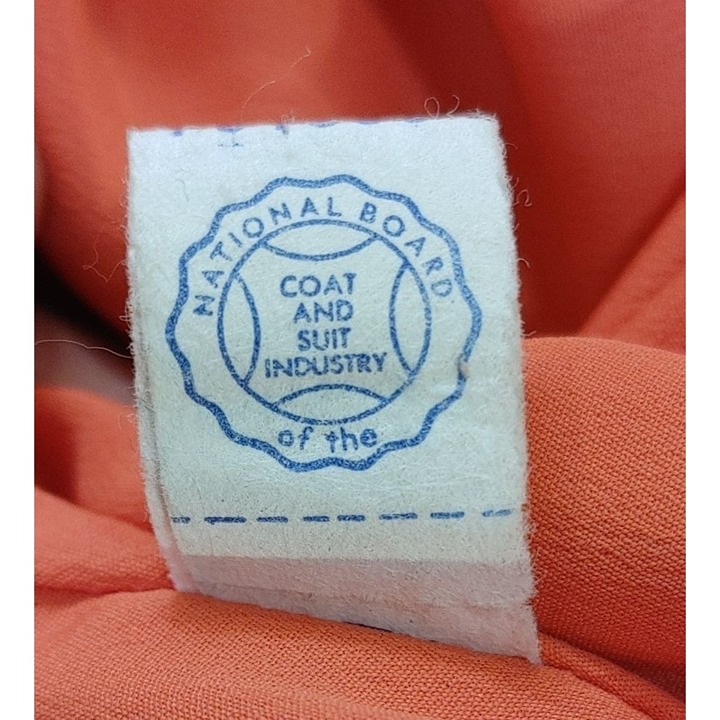 NATIONAL BOARD
of the
COAT
AND
SUIT
INDUSTRY